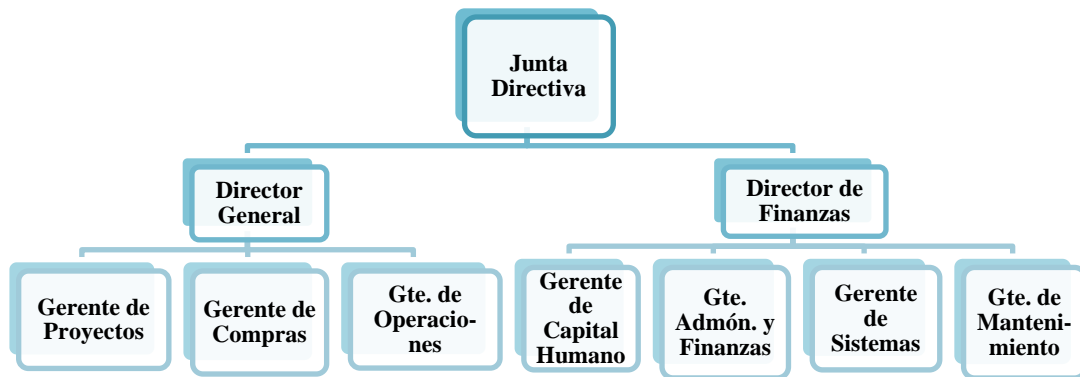 Junta
Directiva
Director
General
Director de
Finanzas
Gerente de
Proyectos
Gerente de
Compras
Gte. de
Operacio-
nes
Gerente
de
Capital
Humano
Gte.
Admón. y
Finanzas
Gerente
de
Sistemas
Gte. de
Manteni-
miento